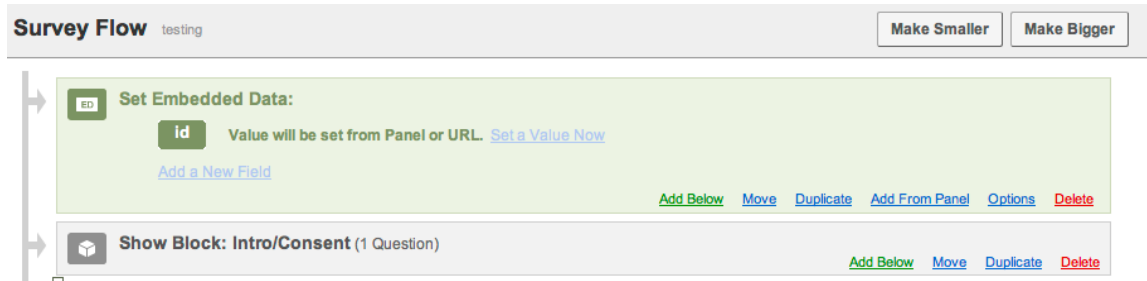 Survey Flow testing Make Smaller Make Bigger
ED Set Embedded Data:
id Value will be set from Panel or URL. Set a Value Now
Add a New Field
Add Below Move Duplicate Add From Panel Options Delete
Show Block: Intro/Consent (1 Question)
Add Below Move Duplicate Delete